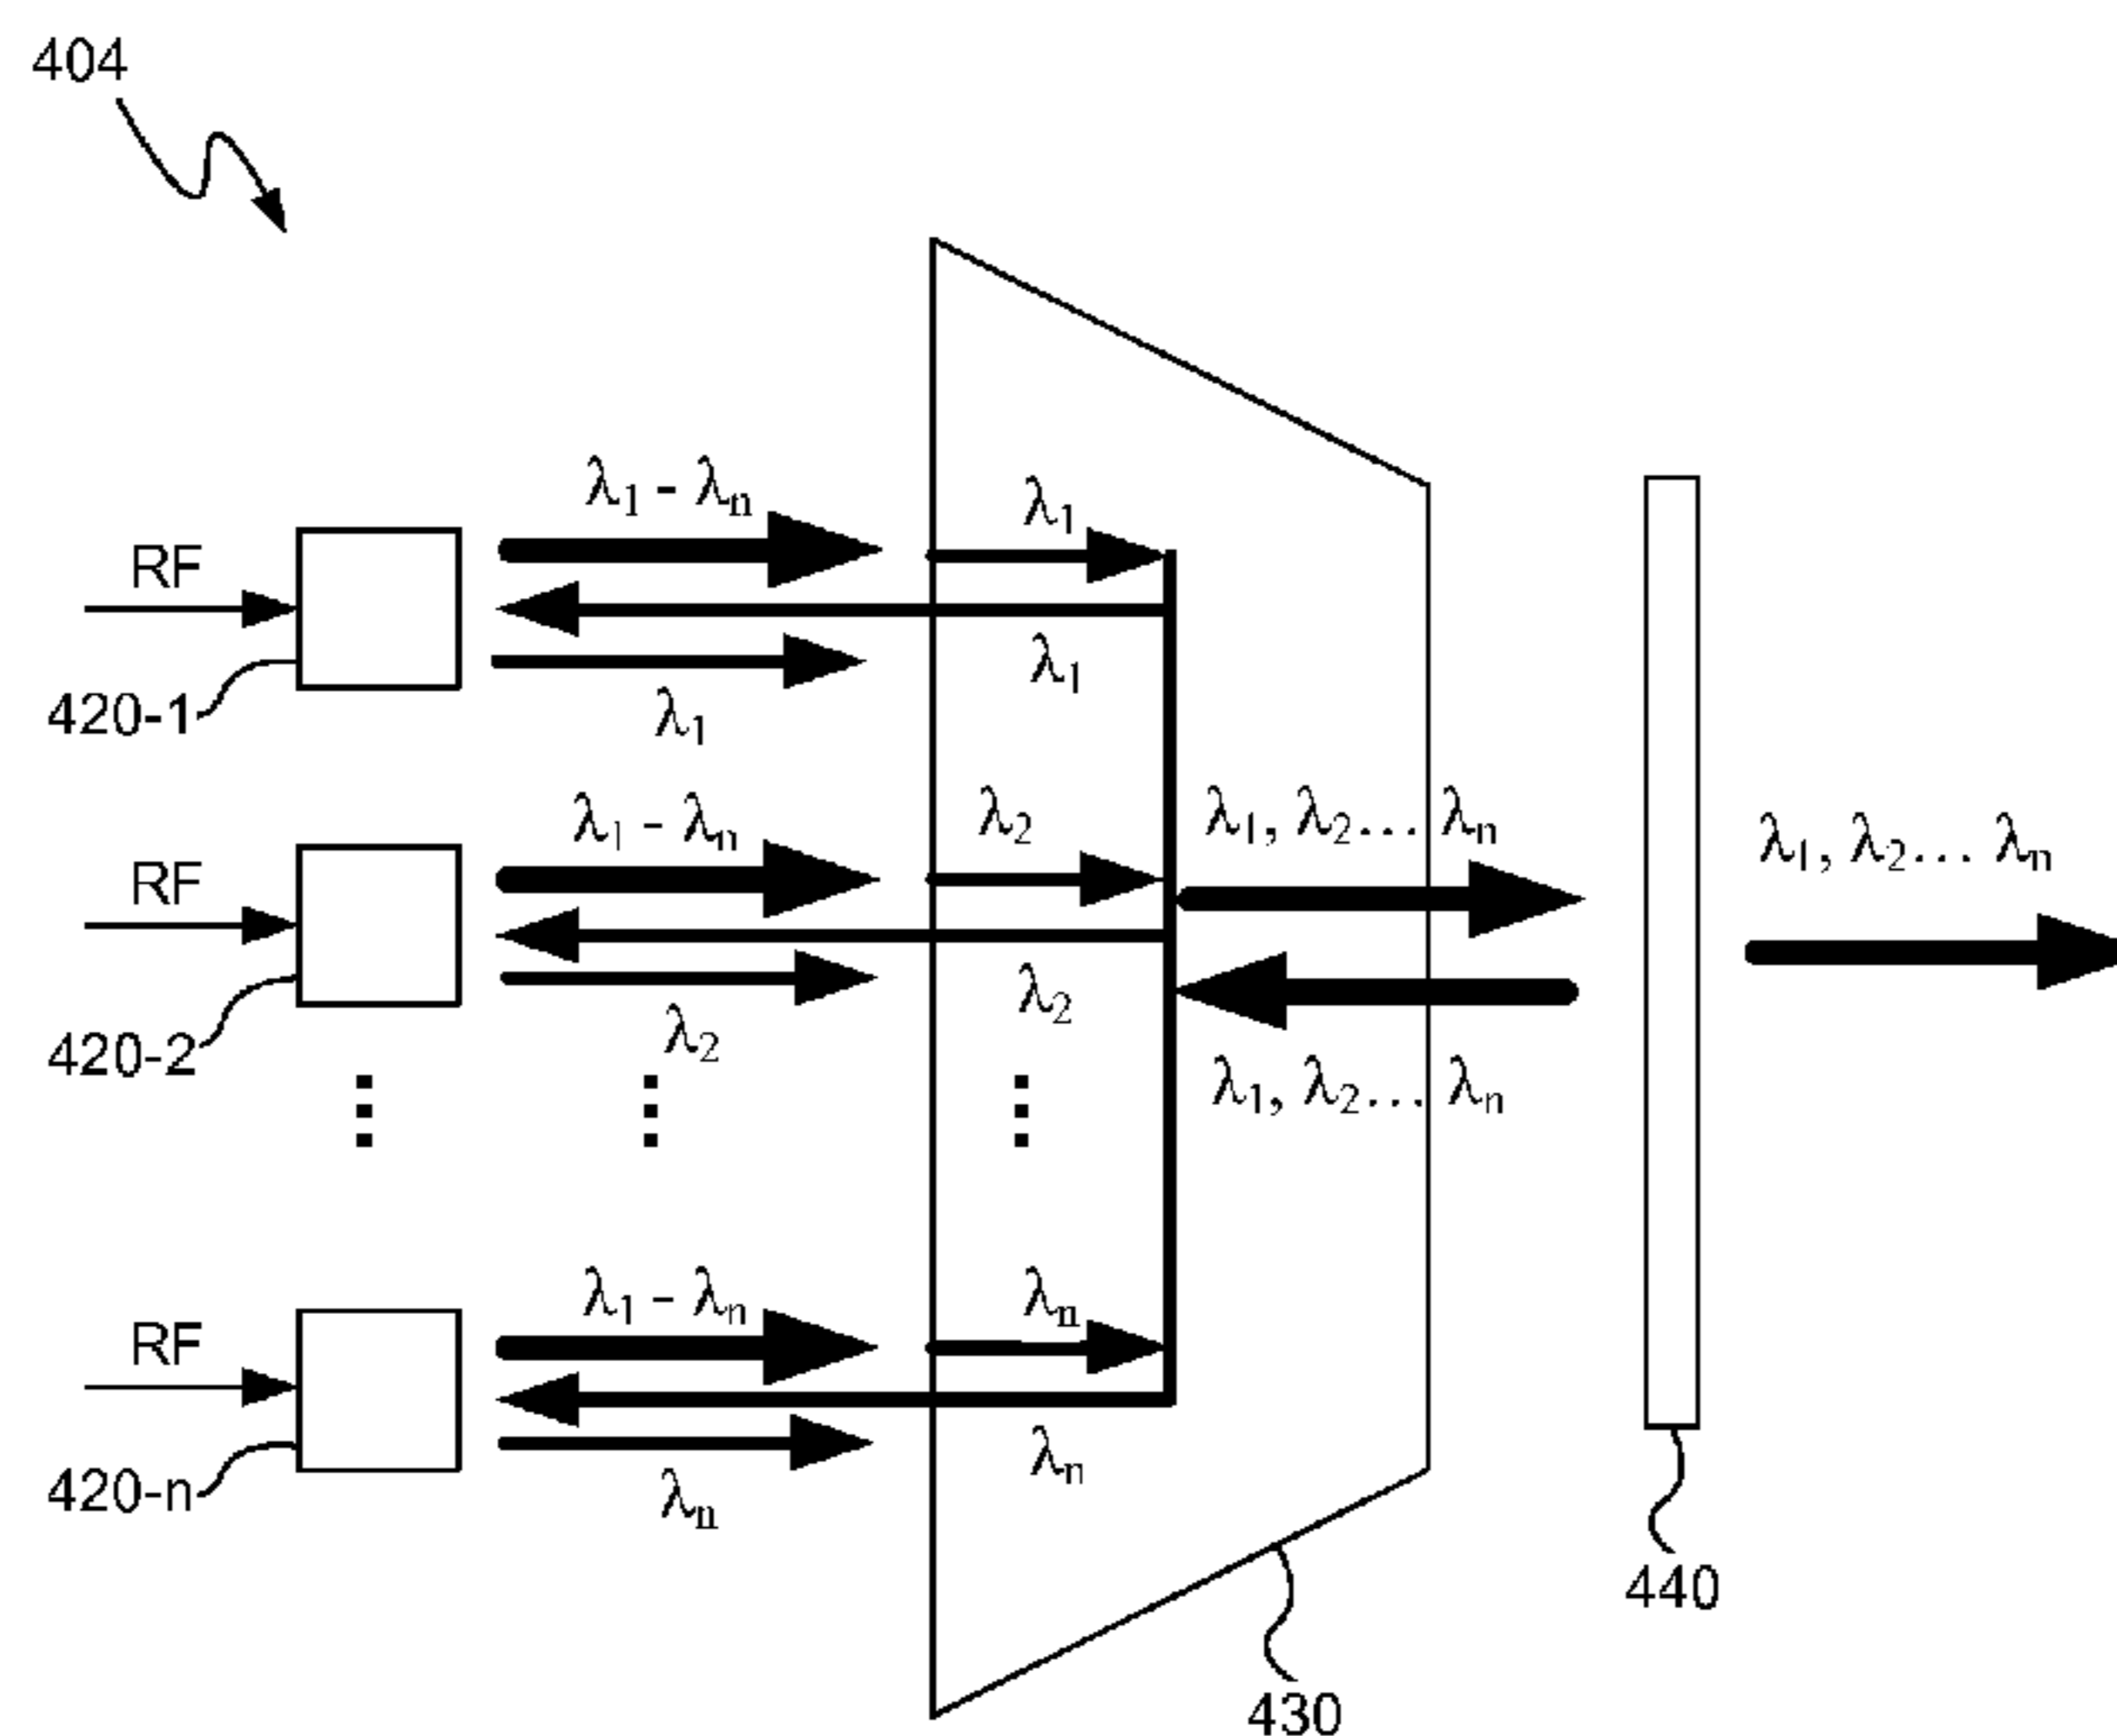 404
λ₁ - λₙ
λ₁
RF
λ₁
420-1
λ₁
λ₁ - λₙ
λ₂
λ₁, λ₂... λₙ
λ₁, λ₂... λₙ
RF
λ₂
420-2
λ₂
λ₁, λ₂... λₙ
λ₁ - λₙ
λₙ
RF
λₙ
420-n
λₙ
440
430